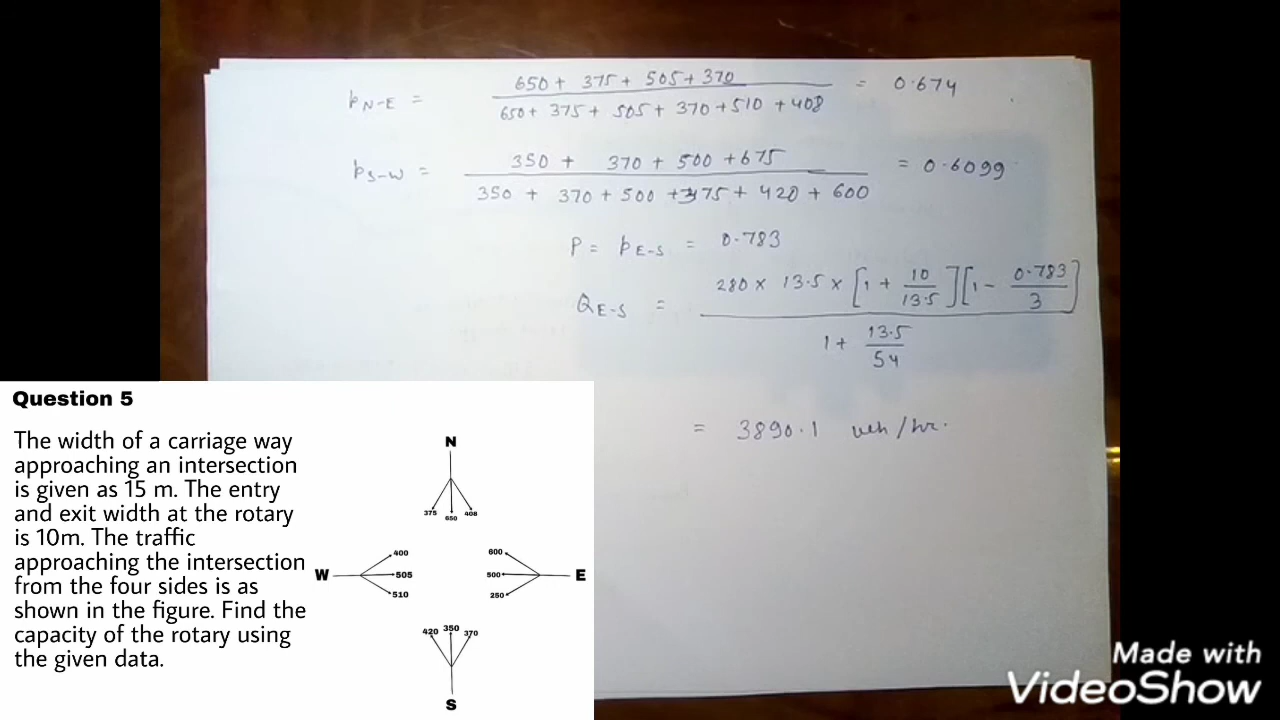 p N-E = 650 + 375 + 505 + 370 / 650 + 375 + 505 + 370 + 510 + 408 = 0.674
p S-W = 350 + 370 + 500 + 675 / 350 + 370 + 500 + 375 + 420 + 600 = 0.6099
P = p E-S = 0.783
Q E-S = 280 × 13.5 × [1 + 10/13.5] [1 - 0.783/3] / 1 + 13.5/54
= 3890.1 veh/hr.
Question 5
The width of a carriage way
approaching an intersection
is given as 15 m. The entry
and exit width at the rotary
is 10m. The traffic
approaching the intersection
from the four sides is as
shown in the figure. Find the
capacity of the rotary using
the given data.
N
375 650 408
W
400
505
510
600
500
250
E
420 350 370
S
Made with
VideoShow